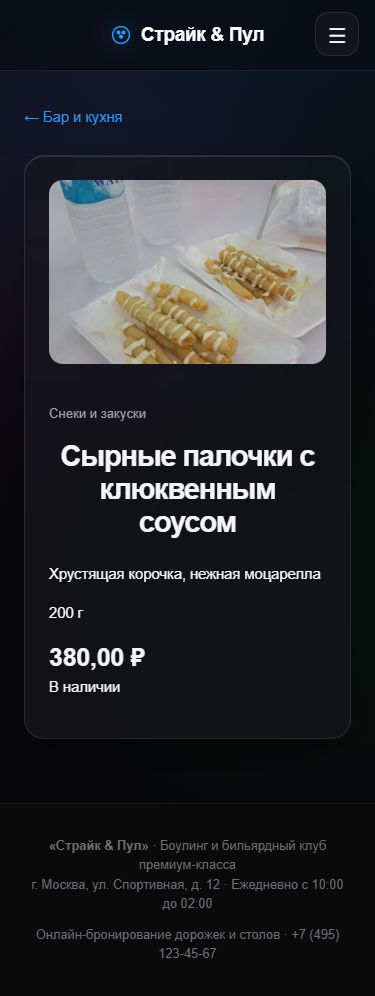 Страйк & Пул
← Бар и кухня
Снеки и закуски
Сырные палочки с
клюквенным
соусом
Хрустящая корочка, нежная моцарелла
200 г
380,00 ₽
В наличии
«Страйк & Пул» · Боулинг и бильярдный клуб
премиум-класса
г. Москва, ул. Спортивная, д. 12 · Ежедневно с 10:00
до 02:00
Онлайн-бронирование дорожек и столов · +7 (495)
123-45-67